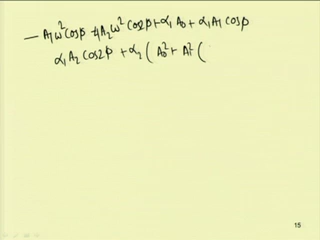 − A₁ω² cosφ − 4A₂ω² cos2φ + α₁A₀ + α₁A₁ cosφ
α₁A₂ cos2φ + α₂ ( A₀² + A₁² (
15